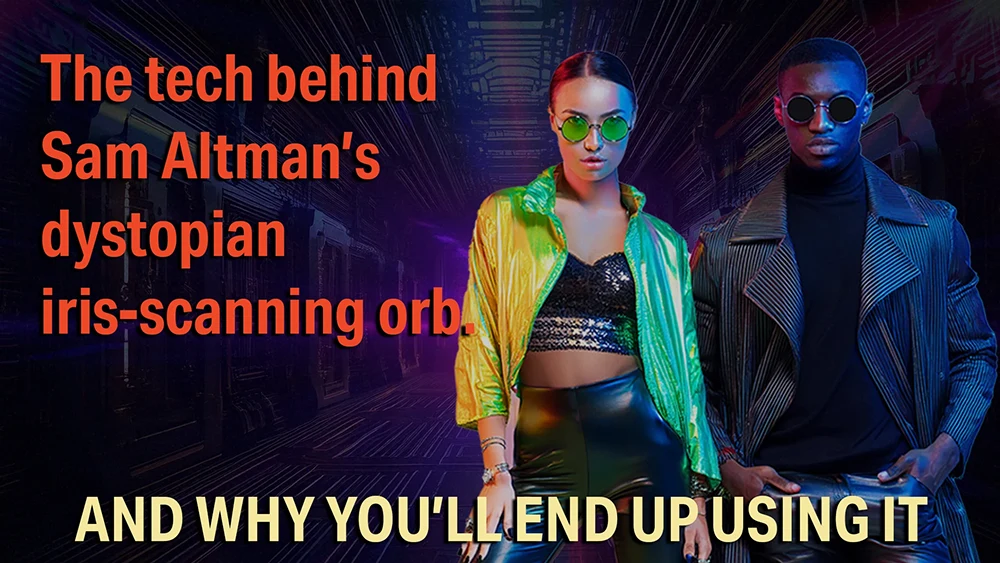 The tech behind
Sam Altman’s
dystopian
iris-scanning orb.
AND WHY YOU’LL END UP USING IT